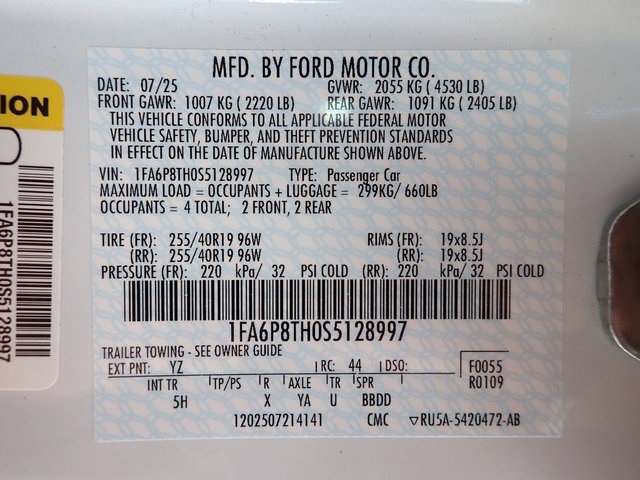 MFD. BY FORD MOTOR CO.
DATE: 07/25 GVWR: 2055 KG ( 4530 LB)
FRONT GAWR: 1007 KG ( 2220 LB) REAR GAWR: 1091 KG ( 2405 LB)
THIS VEHICLE CONFORMS TO ALL APPLICABLE FEDERAL MOTOR
VEHICLE SAFETY, BUMPER, AND THEFT PREVENTION STANDARDS
IN EFFECT ON THE DATE OF MANUFACTURE SHOWN ABOVE.
VIN: 1FA6P8TH0S5128997 TYPE: Passenger Car
MAXIMUM LOAD = OCCUPANTS + LUGGAGE = 299KG/ 660LB
OCCUPANTS = 4 TOTAL; 2 FRONT, 2 REAR
TIRE (FR): 255/40R19 96W RIMS (FR): 19x8.5J
(RR): 255/40R19 96W (RR): 19x8.5J
PRESSURE (FR): 220 kPa/ 32 PSI COLD (RR): 220 kPa/ 32 PSI COLD
1FA6P8TH0S5128997
TRAILER TOWING - SEE OWNER GUIDE
EXT PNT: YZ RC: 44 DSO: F0055
R0109
INT TR TP/PS R AXLE TR SPR
5H X YA U BBDD
1202507214141 CMC ▽RU5A-5420472-AB
ION
1FA6P8TH0S5128997